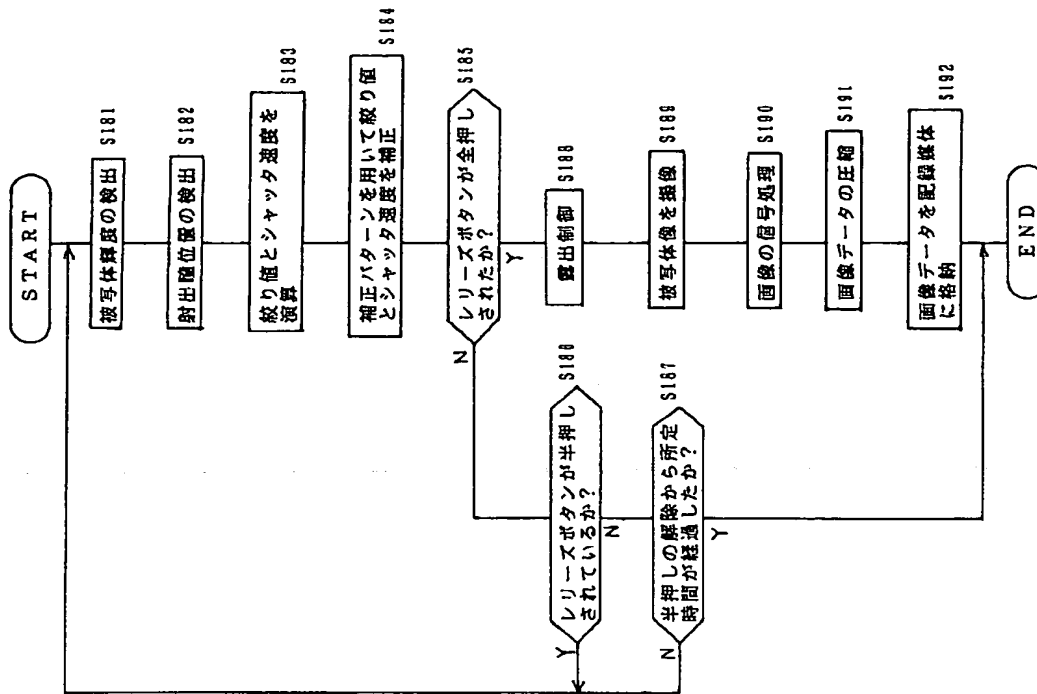 START
被写体輝度の検出
S181
射出瞳位置の検出
S182
絞り値とシャッタ速度を
演算
S183
補正パターンを用いて絞り値
とシャッタ速度を補正
S184
レリーズボタンが全押し
されたか?
S185
N
Y
レリーズボタンが半押し
されているか?
S186
Y
N
半押しの解除から所定
時間が経過したか?
S187
N
Y
露出制御
S188
被写体像を撮像
S189
画像の信号処理
S190
画像データの圧縮
S191
画像データを記録媒体
に格納
S192
END